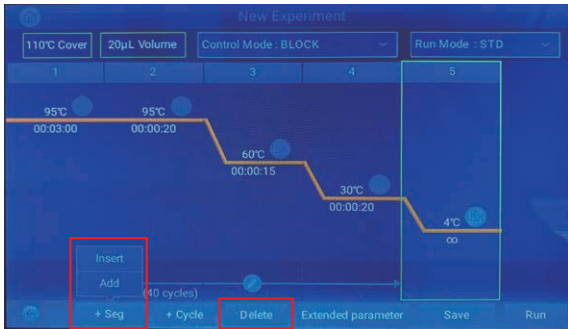 New Experiment
110℃ Cover
20μL Volume
Control Mode : BLOCK
Run Mode : STD
1
2
3
4
5
95℃
00:03:00
95℃
00:00:20
60℃
00:00:15
30℃
00:00:20
4℃
∞
Insert
Add
(40 cycles)
+ Seg
+ Cycle
Delete
Extended parameter
Save
Run